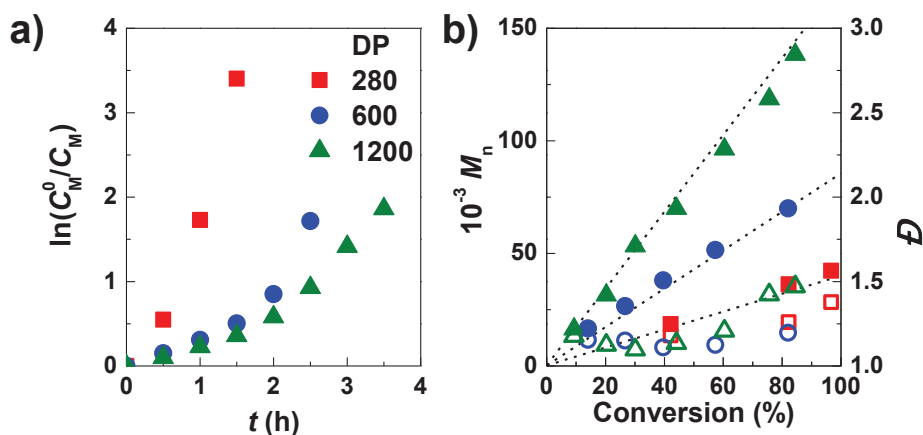 a)
4
3
2
1
0
0 1 2 3 4
ln(C⁰_M/C_M)
t (h)
DP
280
600
1200
b)
150
100
50
0
0 20 40 60 80 100
10⁻³ Mₙ
Conversion (%)
3.0
2.5
2.0
1.5
1.0
Đ